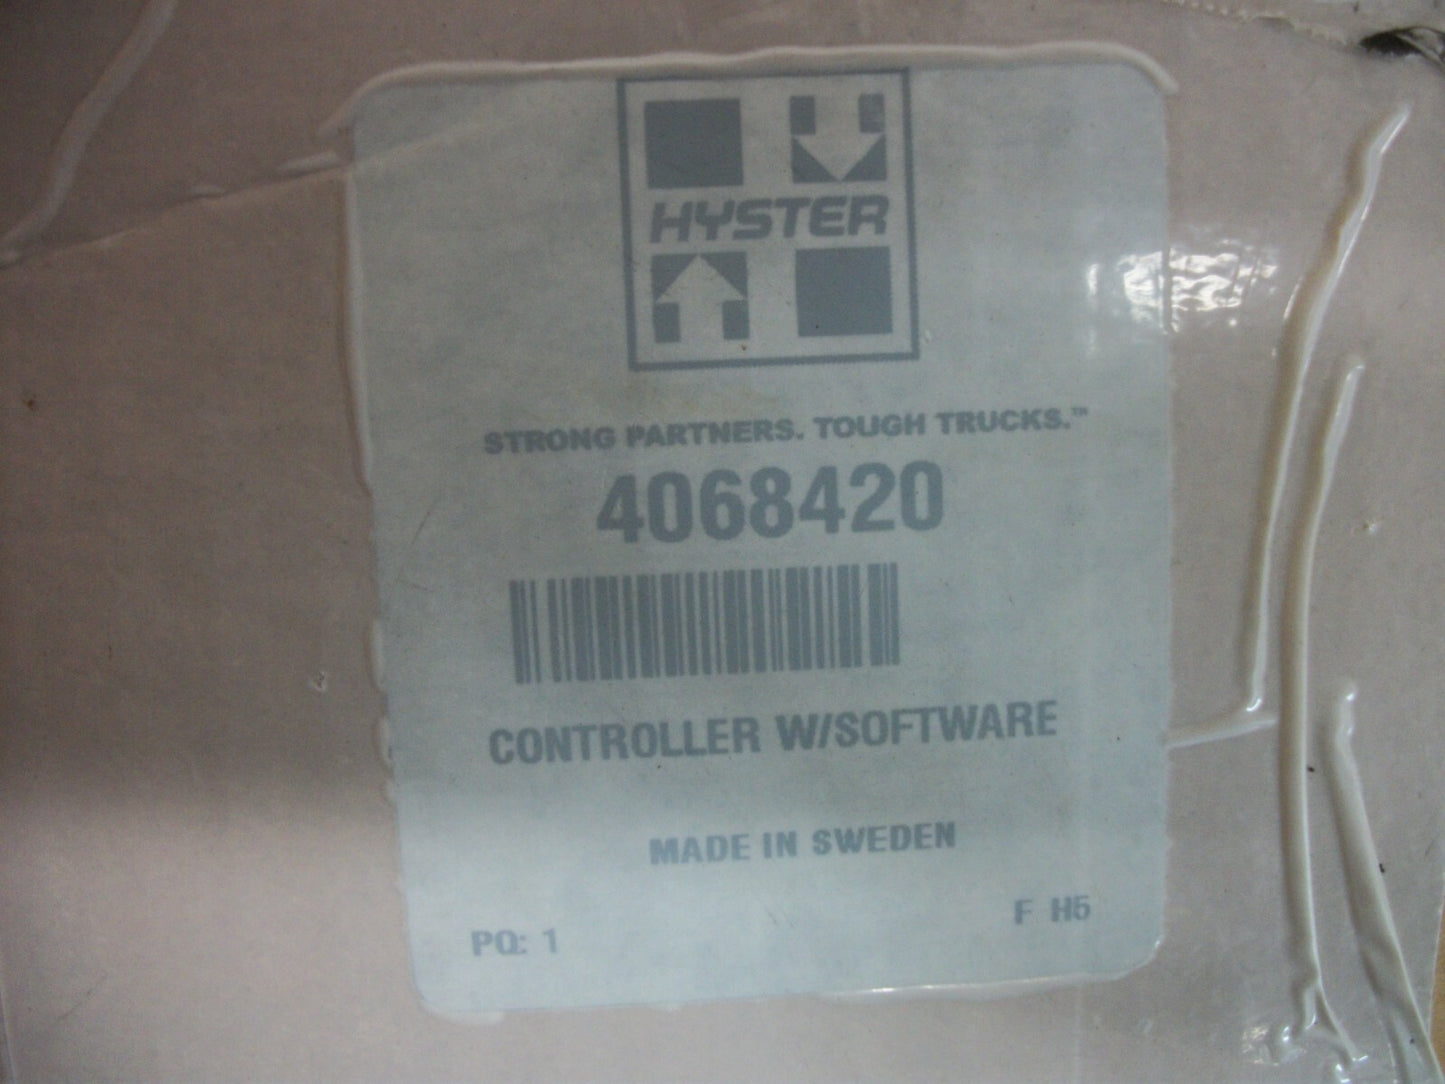 HYSTER
STRONG PARTNERS. TOUGH TRUCKS.™
4068420
CONTROLLER W/SOFTWARE
MADE IN SWEDEN
F H5
PQ: 1